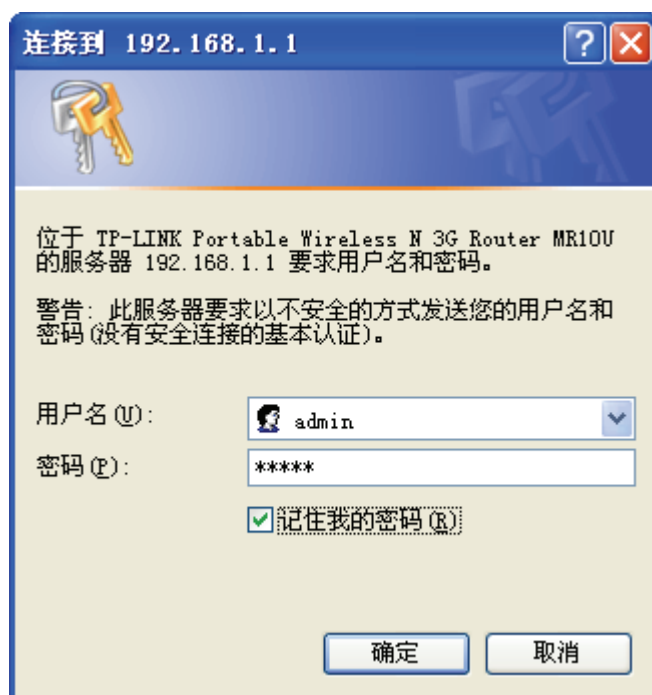 连接到 192.168.1.1
位于 TP-LINK Portable Wireless N 3G Router MR10U
的服务器 192.168.1.1 要求用户名和密码。
警告: 此服务器要求以不安全的方式发送您的用户名和
密码(没有安全连接的基本认证)。
用户名(U):
admin
密码(P):
*****
记住我的密码(R)
确定
取消